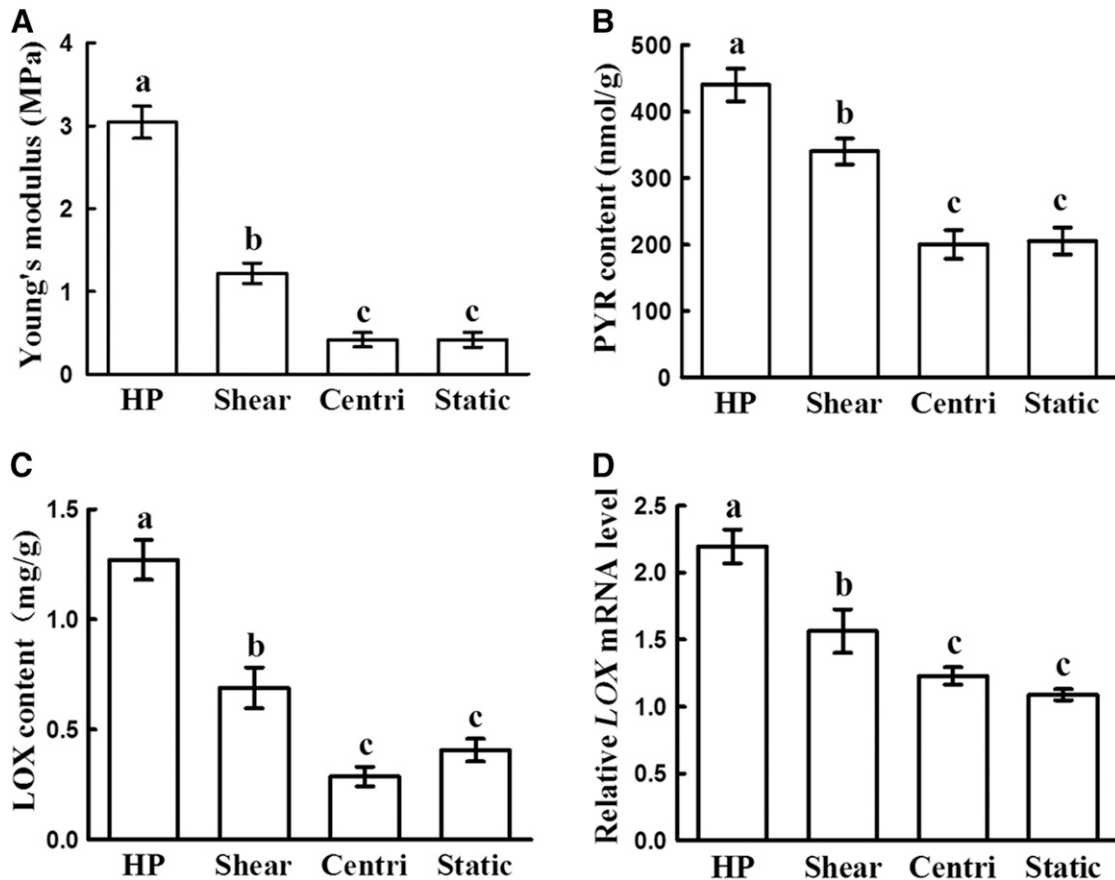 A
Young's modulus (MPa)
4
3
2
1
0
a
b
c
c
HP Shear Centri Static
B
PYR content (nmol/g)
500
400
300
200
100
0
a
b
c
c
HP Shear Centri Static
C
LOX content (mg/g)
1.5
1.0
0.5
0.0
a
b
c
c
HP Shear Centri Static
D
Relative LOX mRNA level
2.5
2.0
1.5
1.0
0.5
0.0
a
b
c
c
HP Shear Centri Static